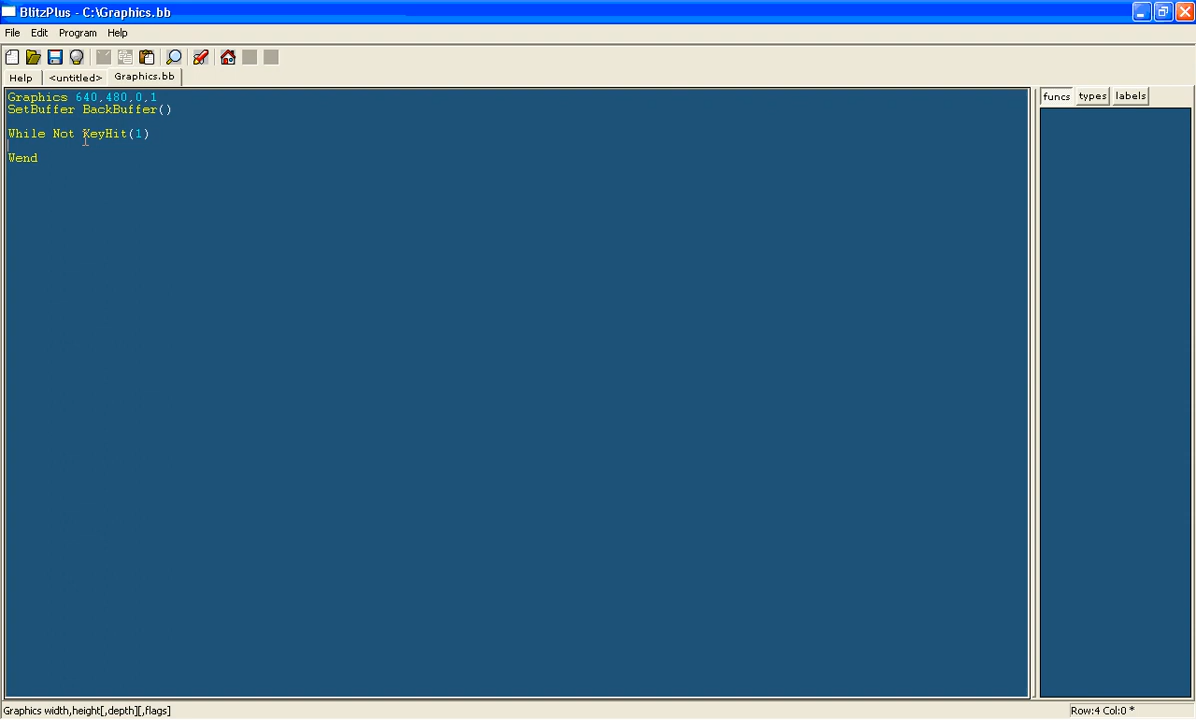 BlitzPlus - C:\Graphics.bb
File Edit Program Help
Help <untitled> Graphics.bb
funcs types labels
Graphics 640,480,0,1
SetBuffer BackBuffer()
While Not KeyHit(1)
Wend
Graphics width,height[,depth][,flags]
Row:4 Col:0 *